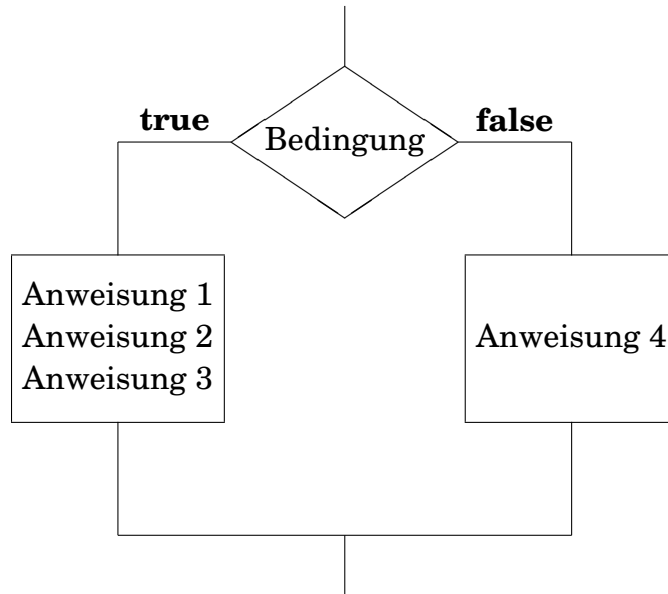 true
false
Bedingung
Anweisung 1
Anweisung 2
Anweisung 3
Anweisung 4